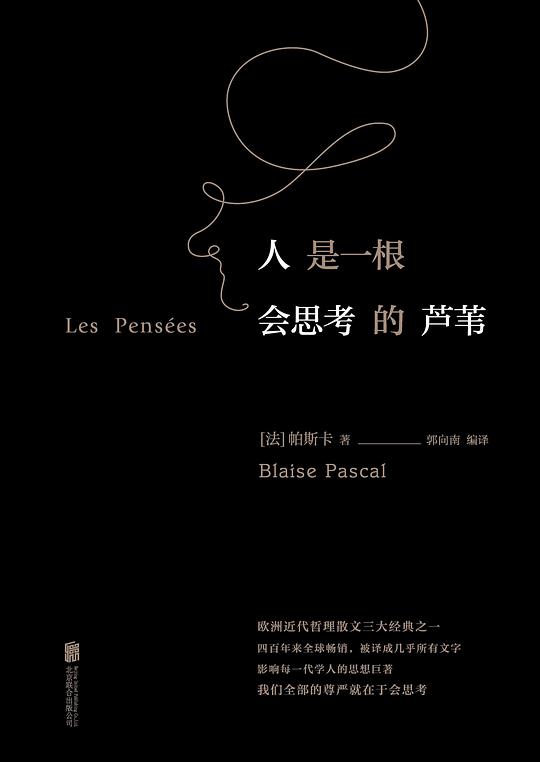 人 是一根
会思考 的 芦苇
Les Pensées
[法]帕斯卡 著 郭向南 编译
Blaise Pascal
欧洲近代哲理散文三大经典之一
四百年来全球畅销，被译成几乎所有文字
影响每一代学人的思想巨著
我们全部的尊严就在于会思考
北京联合出版公司